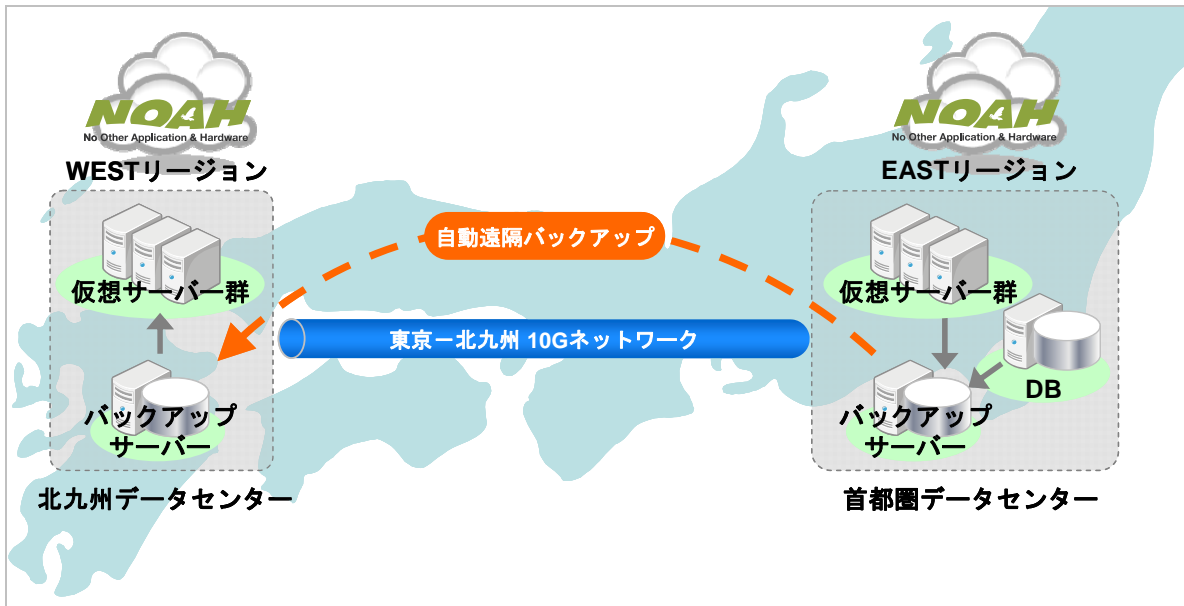 NOAH
No Other Application & Hardware
WESTリージョン
仮想サーバー群
バックアップ
サーバー
北九州データセンター
自動遠隔バックアップ
東京ー北九州 10Gネットワーク
NOAH
No Other Application & Hardware
EASTリージョン
仮想サーバー群
DB
バックアップ
サーバー
首都圏データセンター